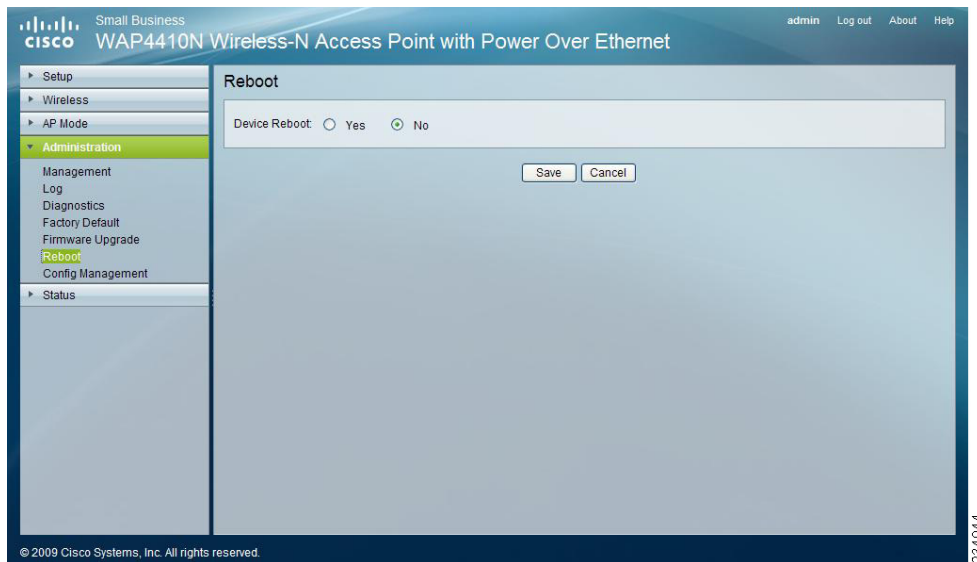 Small Business
cisco WAP4410N Wireless-N Access Point with Power Over Ethernet
admin Log out About Help
Setup
Wireless
AP Mode
Administration
Management
Log
Diagnostics
Factory Default
Firmware Upgrade
Reboot
Config Management
Status
Reboot
Device Reboot: Yes No
Save Cancel
© 2009 Cisco Systems, Inc. All rights reserved.